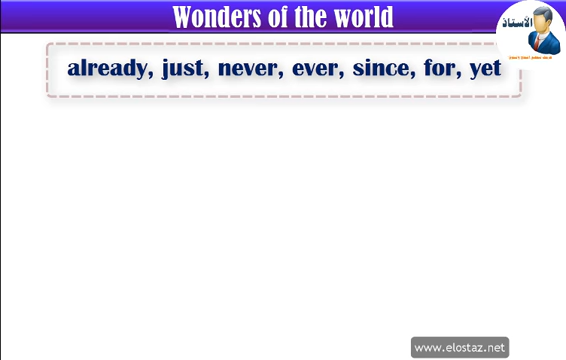 Wonders of the world
الأستاذ
already, just, never, ever, since, for, yet
www.elostaz.net